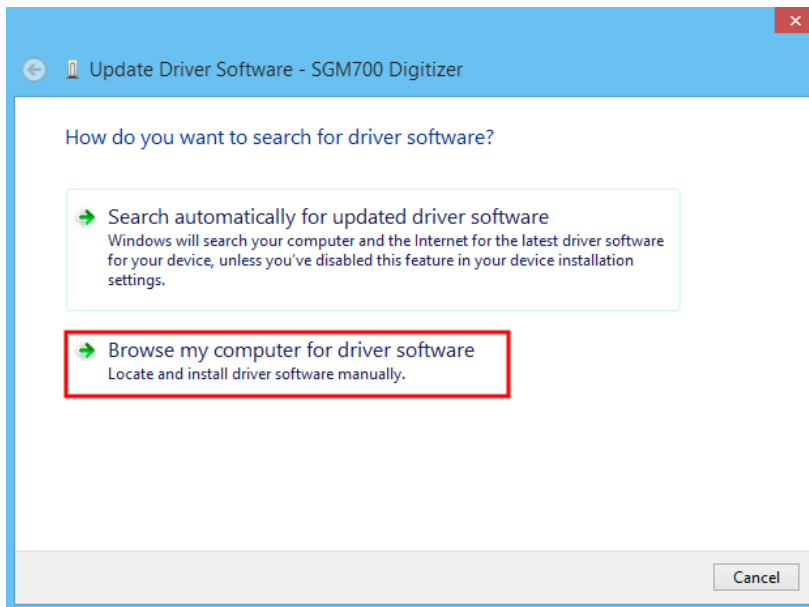 Update Driver Software - SGM700 Digitizer
How do you want to search for driver software?
Search automatically for updated driver software
Windows will search your computer and the Internet for the latest driver software
for your device, unless you've disabled this feature in your device installation
settings.
Browse my computer for driver software
Locate and install driver software manually.
Cancel